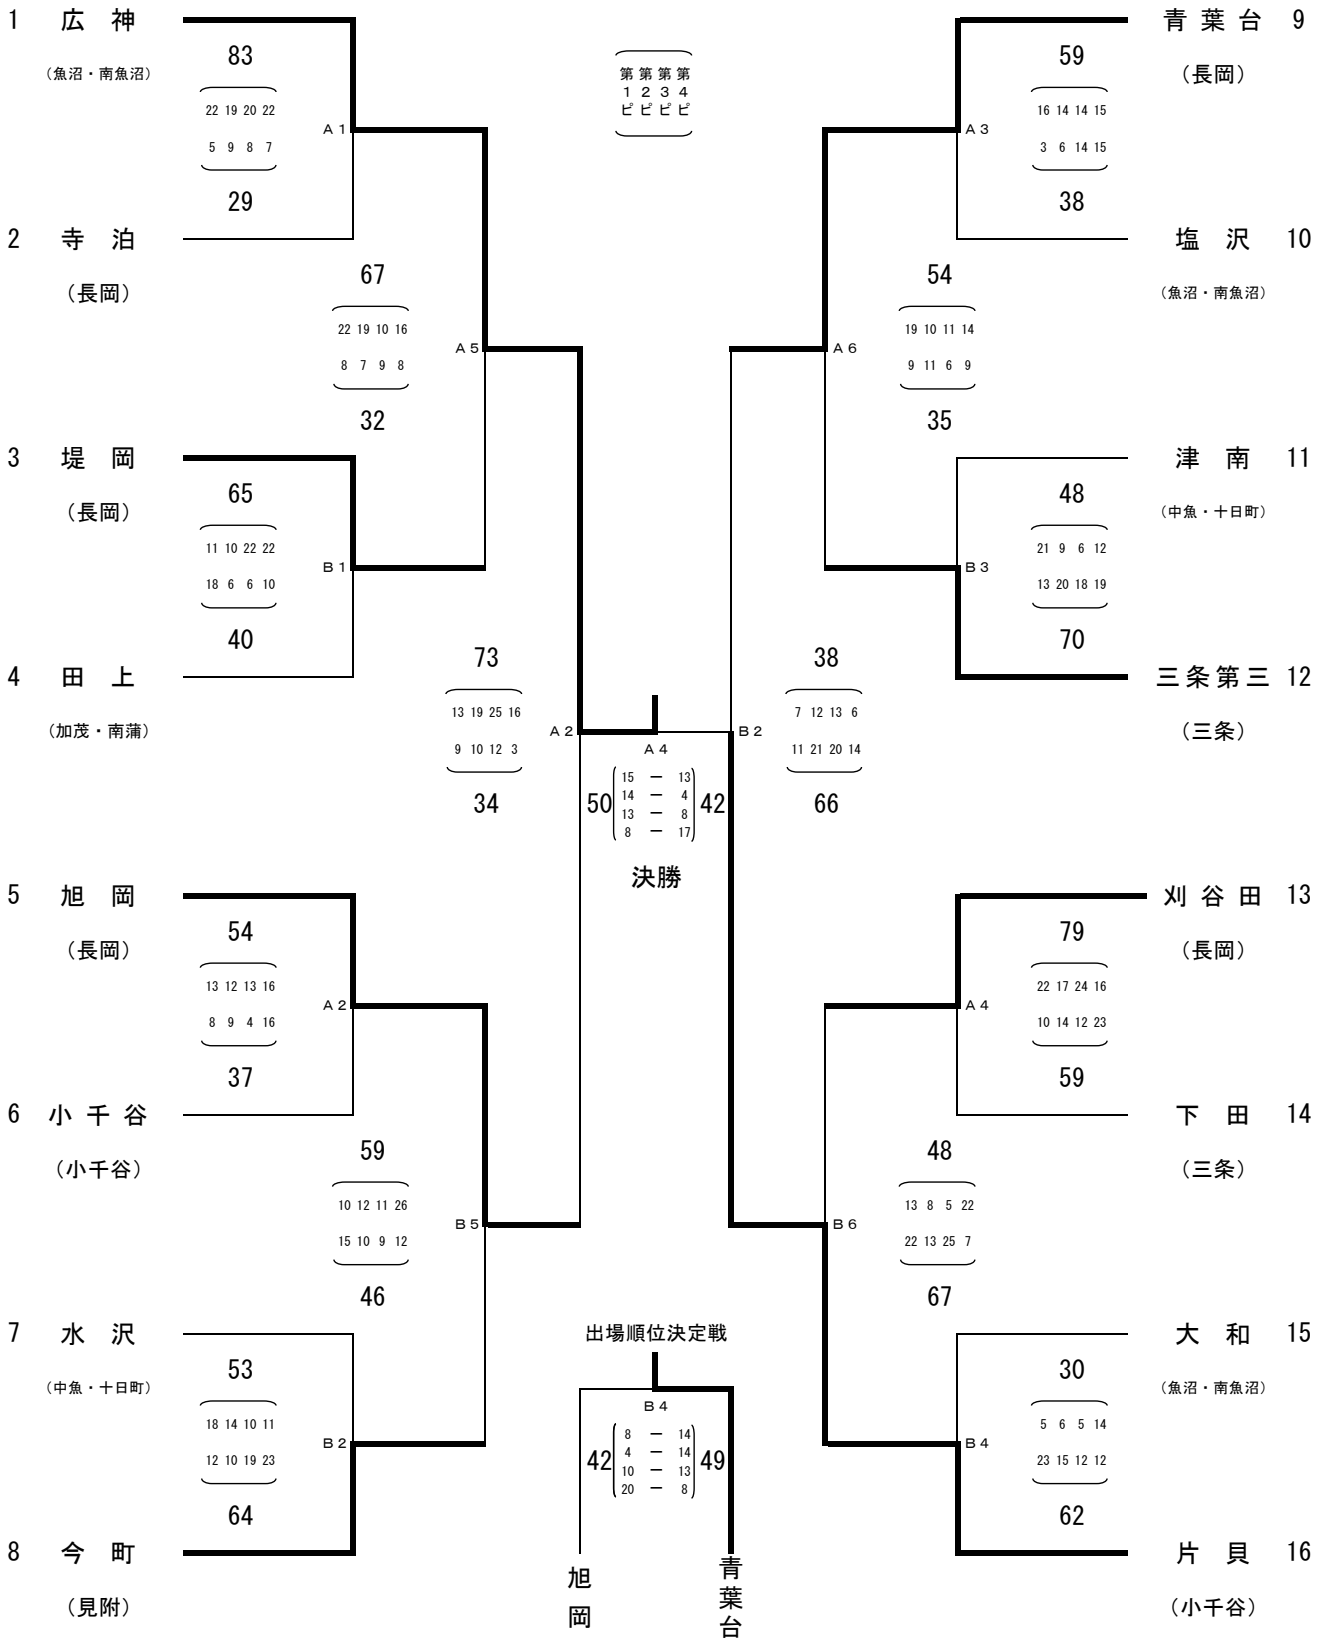 1 広神
(魚沼・南魚沼)
83
22 19 20 22
5 9 8 7
29
A1
2 寺泊
(長岡)
67
22 19 10 16
8 7 9 8
32
A5
3 堤岡
(長岡)
65
11 10 22 22
18 6 6 10
40
B1
4 田上
(加茂・南蒲)
73
13 19 25 16
9 10 12 3
34
A2
5 旭岡
(長岡)
54
13 12 13 16
8 9 4 16
37
A2
6 小千谷
(小千谷)
59
10 12 11 26
15 10 9 12
46
B5
7 水沢
(中魚・十日町)
53
18 14 10 11
12 10 19 23
64
B2
8 今町
(見附)
第1ピ 第2ピ 第3ピ 第4ピ
A4
50 42
15 ー 13
14 ー 4
13 ー 8
8 ー 17
決勝
出場順位決定戦
B4
42 49
8 ー 14
4 ー 14
10 ー 13
20 ー 8
旭岡
青葉台
青葉台 9
(長岡)
59
16 14 14 15
3 6 14 15
38
A3
塩沢 10
(魚沼・南魚沼)
54
19 10 11 14
9 11 6 9
35
A6
津南 11
(中魚・十日町)
48
21 9 6 12
13 20 18 19
70
B3
三条第三 12
(三条)
38
7 12 13 6
11 21 20 14
66
B2
刈谷田 13
(長岡)
79
22 17 24 16
10 14 12 23
59
A4
下田 14
(三条)
48
13 8 5 22
22 13 25 7
67
B6
大和 15
(魚沼・南魚沼)
30
5 6 5 14
23 15 12 12
62
B4
片貝 16
(小千谷)